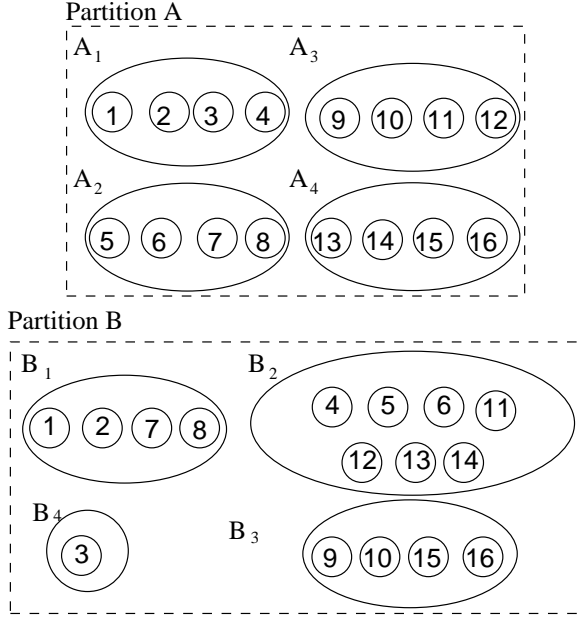 Partition A
A1 A3
1 2 3 4 9 10 11 12
A2 A4
5 6 7 8 13 14 15 16
Partition B
B1 B2
4 5 6 11
1 2 7 8
12 13 14
B4 B3
3 9 10 15 16